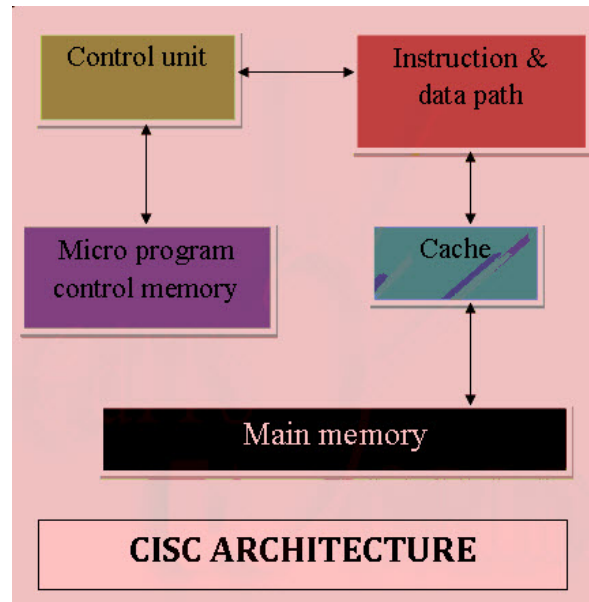 Control unit
Instruction &
data path
Micro program
control memory
Cache
Main memory
CISC ARCHITECTURE